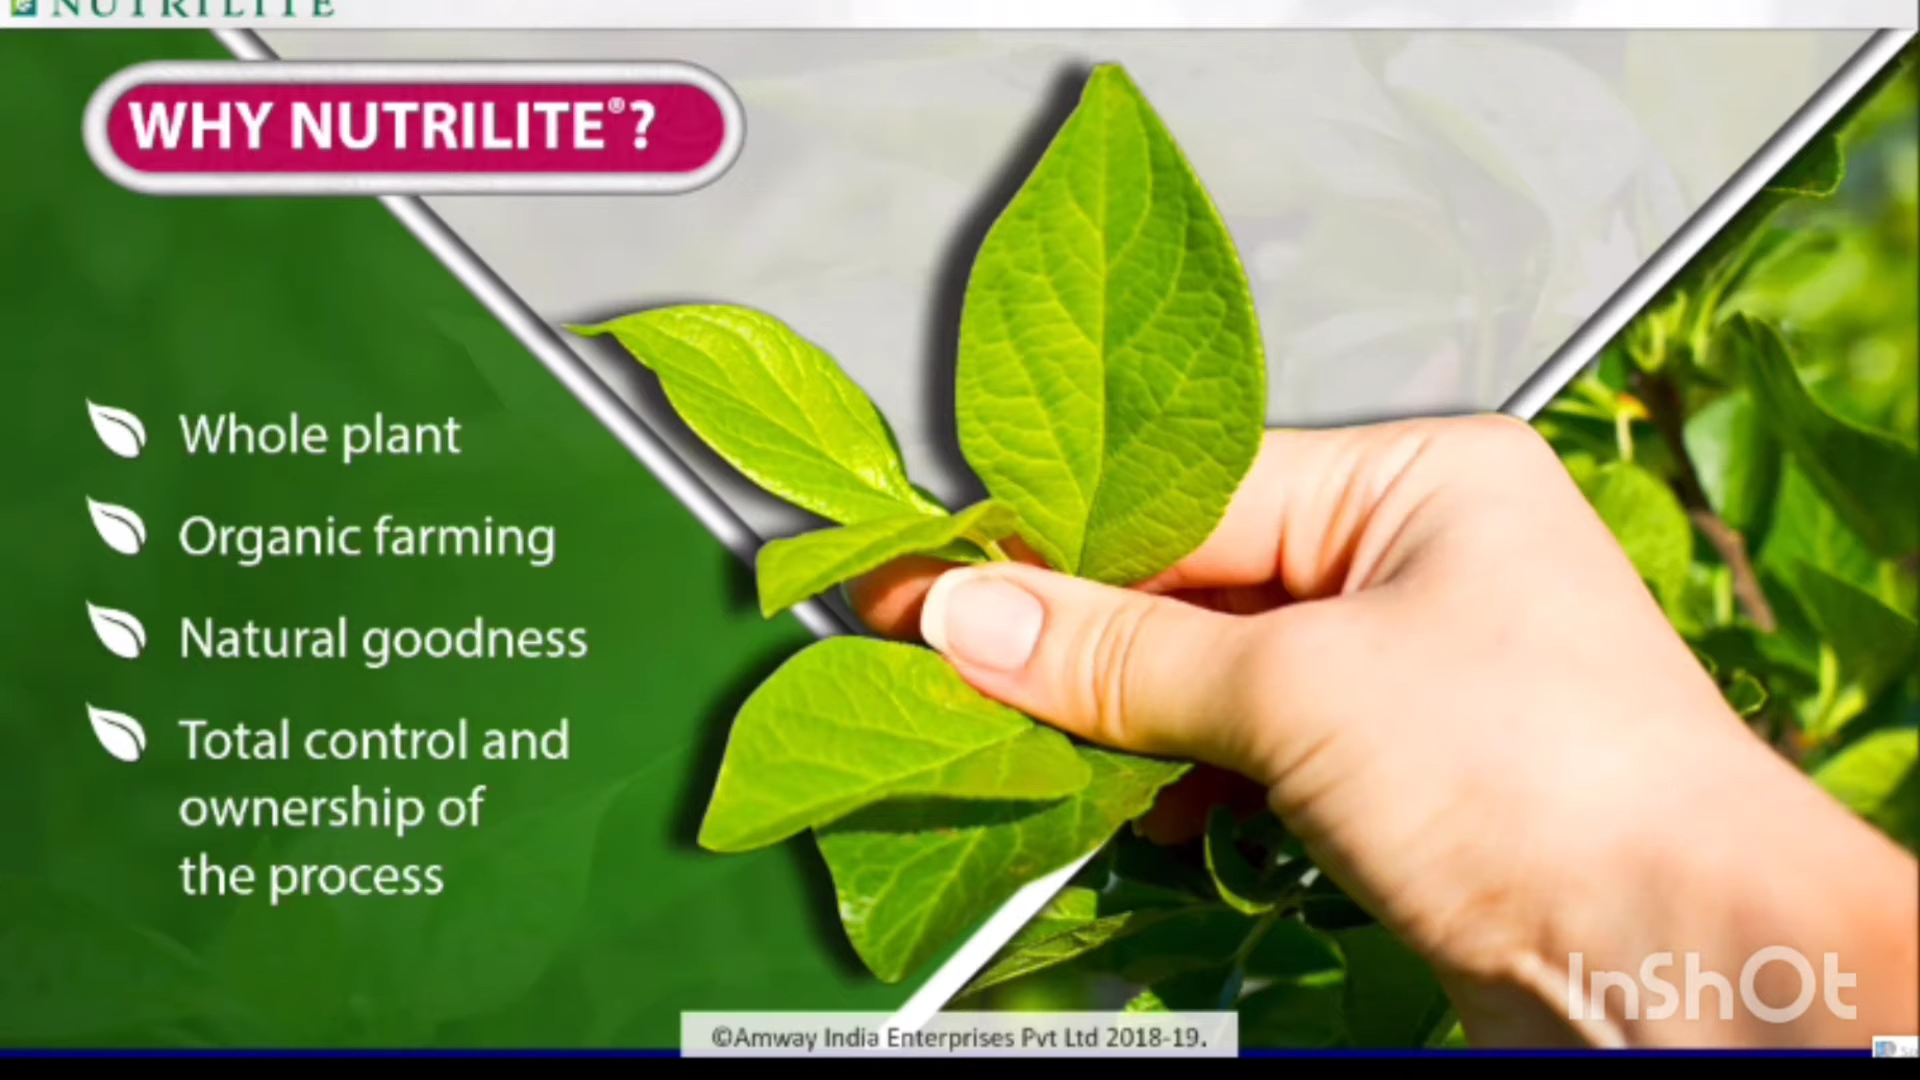 NUTRILITE
WHY NUTRILITE®?
Whole plant
Organic farming
Natural goodness
Total control and
ownership of
the process
InShOt
©Amway India Enterprises Pvt Ltd 2018-19.